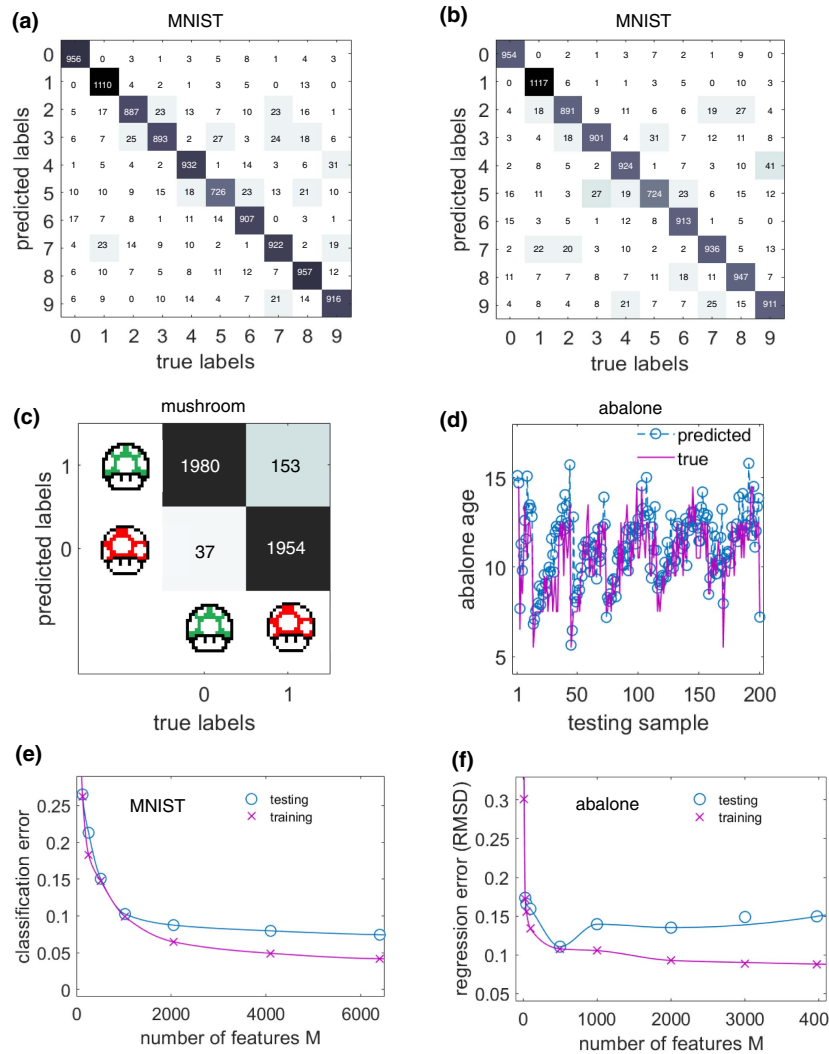 (a)
MNIST
predicted labels
0 956 0 3 1 3 4 1 4 3 3
1 0 1110 4 2 1 3 5 0 13 0
2 5 17 887 23 13 7 10 23 16 1
3 6 7 25 893 2 27 3 24 18 6
4 1 5 4 2 932 1 14 3 6 31
5 10 10 9 15 18 726 23 13 21 10
6 17 7 8 1 11 14 907 0 3 0
7 4 23 14 9 10 2 1 922 2 19
8 6 10 7 5 8 11 11 7 957 12
9 6 9 0 10 14 4 7 21 14 916
0 1 2 3 4 5 6 7 8 9
true labels
(b)
MNIST
predicted labels
0 954 0 2 1 3 7 2 1 9 0
1 0 1117 6 1 1 3 5 0 10 3
2 4 18 891 9 11 6 6 19 27 4
3 3 4 18 901 4 31 7 12 11 8
4 2 8 5 2 924 1 7 3 10 41
5 16 11 3 27 19 724 23 6 15 12
6 15 3 5 1 12 8 913 1 5 0
7 2 22 20 3 10 2 2 936 5 13
8 11 7 7 8 7 6 18 11 947 7
9 4 8 4 8 21 7 7 25 15 911
0 1 2 3 4 5 6 7 8 9
true labels
(c)
mushroom
predicted labels
1 1980 153
0 37 1954
0 1
true labels
(d)
abalone
predicted
true
abalone age
15
10
5
1 50 100 150 200
testing sample
(e)
MNIST
testing
training
classification error
0.25
0.2
0.15
0.1
0.05
0
0 2000 4000 6000
number of features M
(f)
abalone
testing
training
regression error (RMSD)
0.3
0.25
0.2
0.15
0.1
0.05
0 1000 2000 3000 400
number of features M